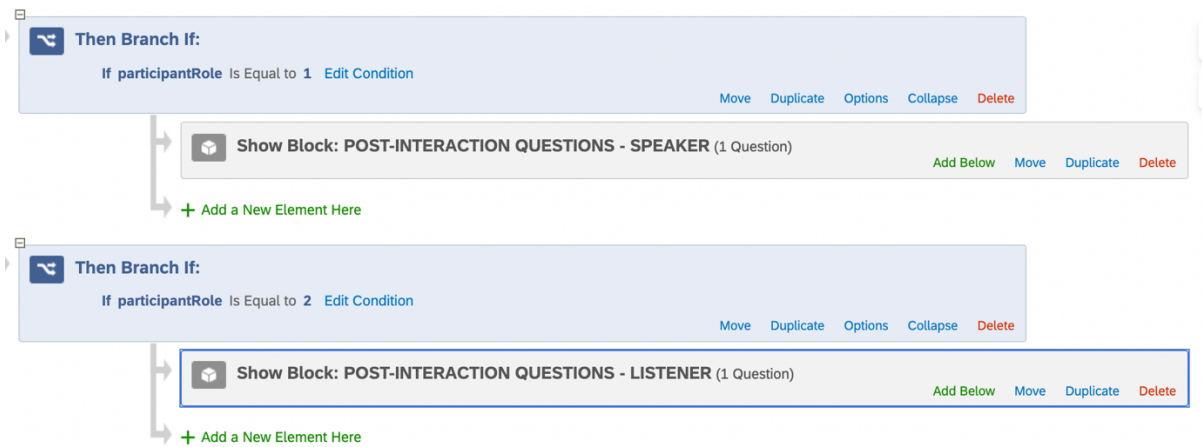 Then Branch If:
If participantRole Is Equal to 1 Edit Condition
Move Duplicate Options Collapse Delete
Show Block: POST-INTERACTION QUESTIONS - SPEAKER (1 Question)
Add Below Move Duplicate Delete
+ Add a New Element Here
Then Branch If:
If participantRole Is Equal to 2 Edit Condition
Move Duplicate Options Collapse Delete
Show Block: POST-INTERACTION QUESTIONS - LISTENER (1 Question)
Add Below Move Duplicate Delete
+ Add a New Element Here